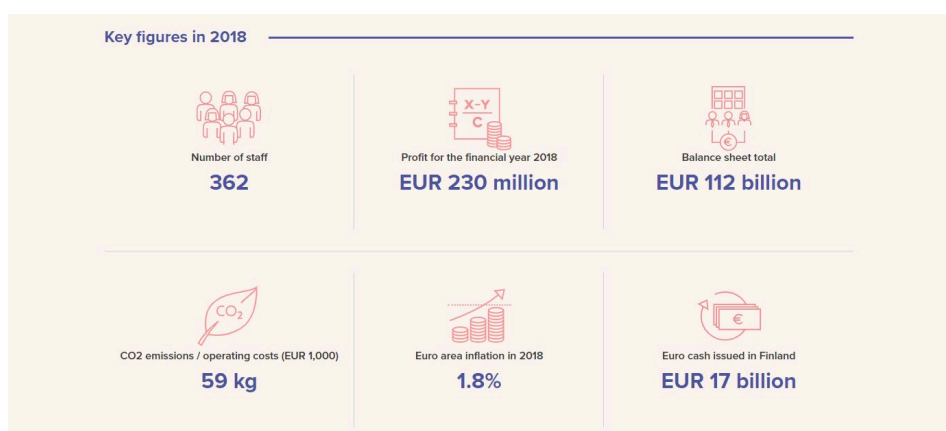 Key figures in 2018
X-Y
C
Number of staff
362
Profit for the financial year 2018
EUR 230 million
€
Balance sheet total
EUR 112 billion
CO2
CO2 emissions / operating costs (EUR 1,000)
59 kg
Euro area inflation in 2018
1.8%
€
Euro cash issued in Finland
EUR 17 billion